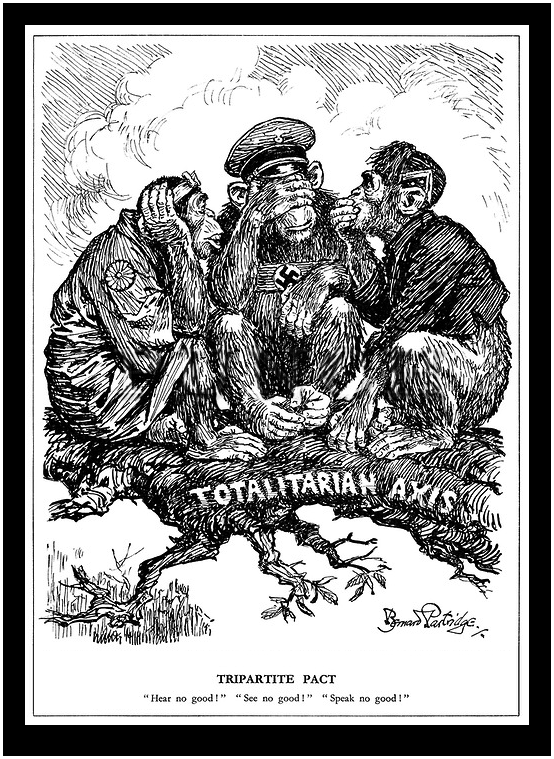 TOTALITARIAN AXIS
Bernard Partridge.
TRIPARTITE PACT
“Hear no good!” “See no good!” “Speak no good!”